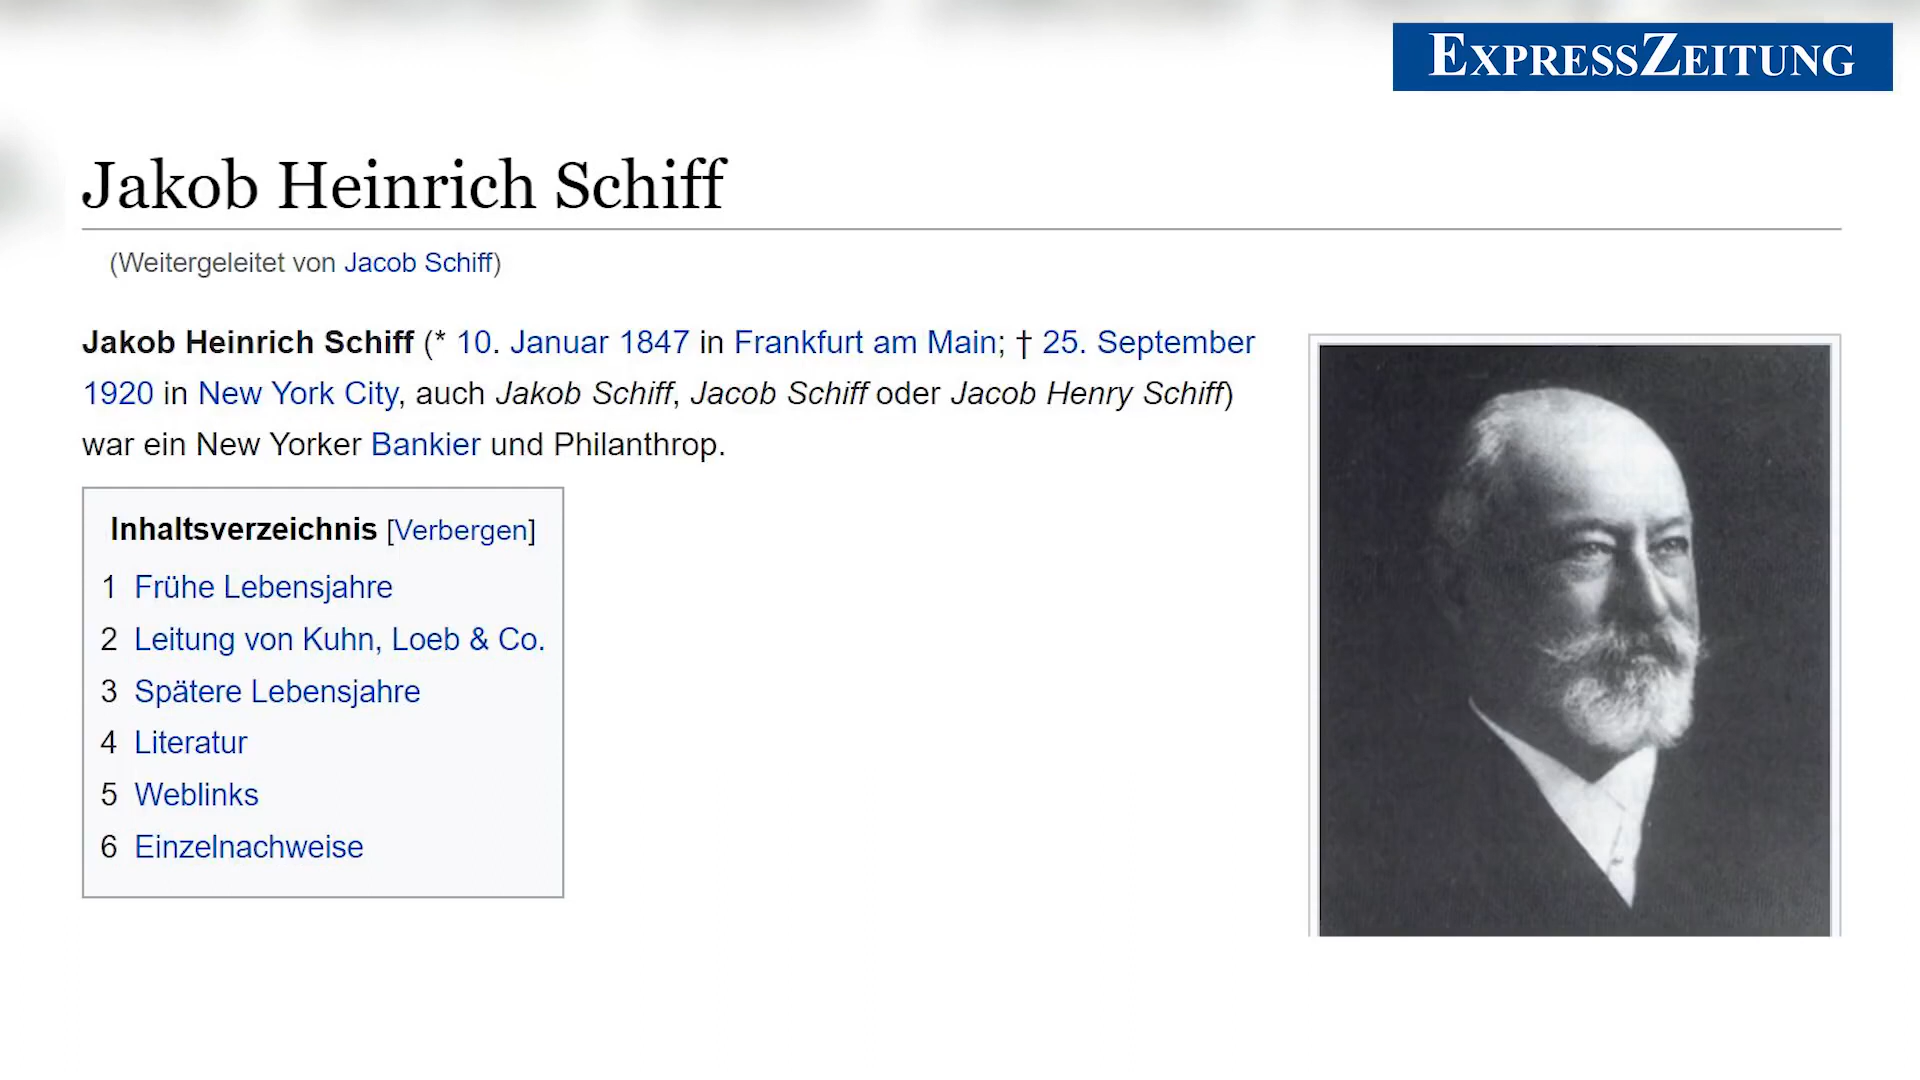 EXPRESSZEITUNG
Jakob Heinrich Schiff
(Weitergeleitet von Jacob Schiff)
Jakob Heinrich Schiff (* 10. Januar 1847 in Frankfurt am Main; † 25. September
1920 in New York City, auch Jakob Schiff, Jacob Schiff oder Jacob Henry Schiff)
war ein New Yorker Bankier und Philanthrop.
Inhaltsverzeichnis [Verbergen]
1 Frühe Lebensjahre
2 Leitung von Kuhn, Loeb & Co.
3 Spätere Lebensjahre
4 Literatur
5 Weblinks
6 Einzelnachweise